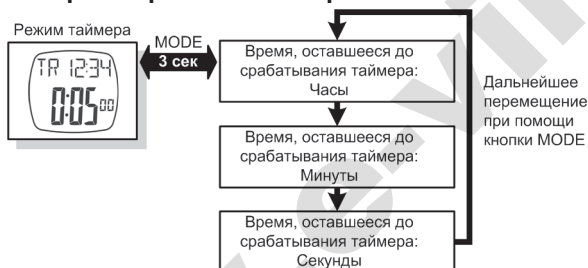 Режим таймера
TR 12:34
0:05 00
MODE
3 сек
Время, оставшееся до
срабатывания таймера:
Часы
Время, оставшееся до
срабатывания таймера:
Минуты
Время, оставшееся до
срабатывания таймера:
Секунды
Дальнейшее
перемещение
при помощи
кнопки MODE